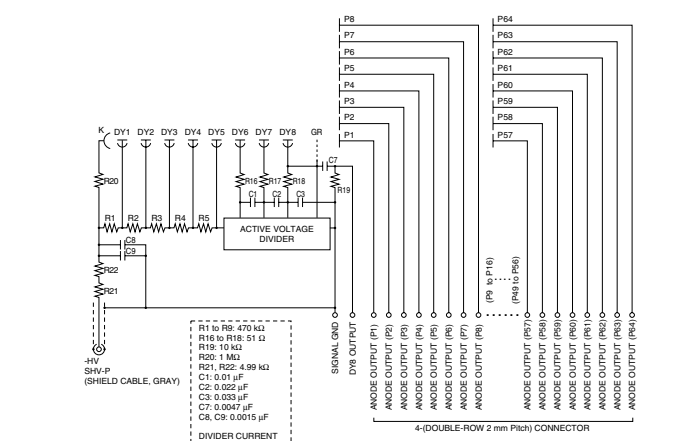 P8
P7
P6
P5
P4
P3
P2
P1
P64
P63
P62
P61
P60
P59
P58
P57
K DY1 DY2 DY3 DY4 DY5 DY6 DY7 DY8 GR
C7
R20
R16 R17 R18
R19
C1 C2 C3
R1 R2 R3 R4 R5
ACTIVE VOLTAGE
DIVIDER
C8
C9
R22
R21
-HV
SHV-P
(SHIELD CABLE, GRAY)
R1 to R9: 470 kΩ
R16 to R18: 51 Ω
R19: 10 kΩ
R20: 1 MΩ
R21, R22: 4.99 kΩ
C1: 0.01 µF
C2: 0.022 µF
C3: 0.033 µF
C7: 0.0047 µF
C8, C9: 0.0015 µF
DIVIDER CURRENT
SIGNAL GND
DY8 OUTPUT
ANODE OUTPUT (P1)
ANODE OUTPUT (P2)
ANODE OUTPUT (P3)
ANODE OUTPUT (P4)
ANODE OUTPUT (P5)
ANODE OUTPUT (P6)
ANODE OUTPUT (P7)
ANODE OUTPUT (P8)
(P9 to P16)
(P49 to P56)
ANODE OUTPUT (P57)
ANODE OUTPUT (P58)
ANODE OUTPUT (P59)
ANODE OUTPUT (P60)
ANODE OUTPUT (P61)
ANODE OUTPUT (P62)
ANODE OUTPUT (P63)
ANODE OUTPUT (P64)
4-(DOUBLE-ROW 2 mm Pitch) CONNECTOR